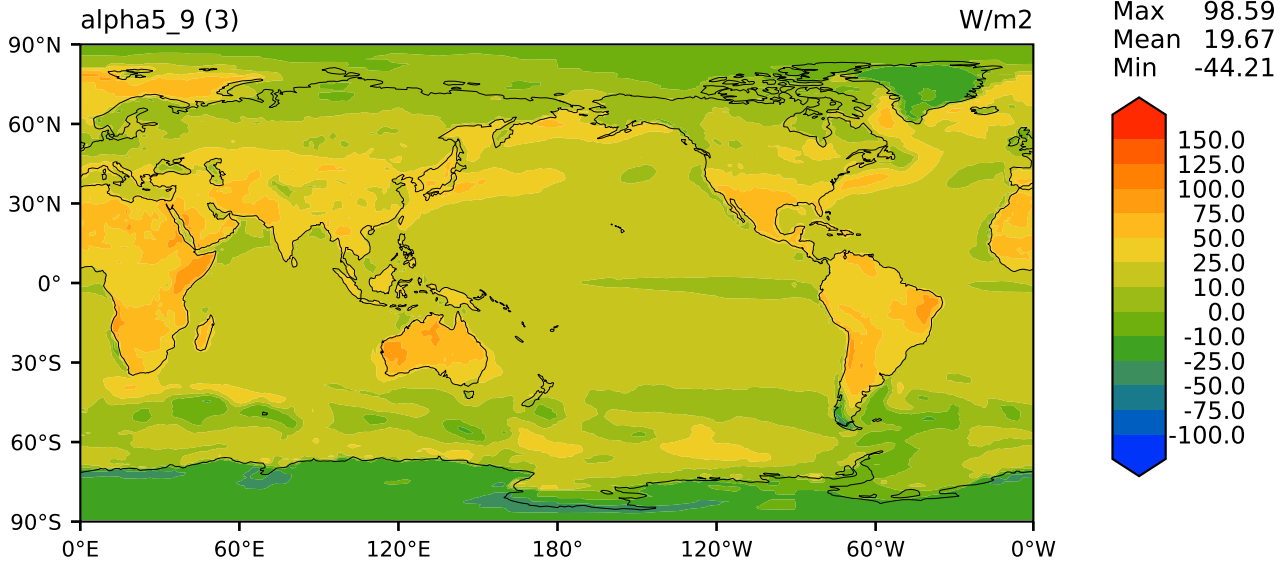 alpha5_9 (3)
W/m2
Max 98.59
Mean 19.67
Min -44.21
90°N
60°N
30°N
0°
30°S
60°S
90°S
0°E
60°E
120°E
180°
120°W
60°W
0°W
150.0
125.0
100.0
75.0
50.0
25.0
10.0
0.0
-10.0
-25.0
-50.0
-75.0
-100.0